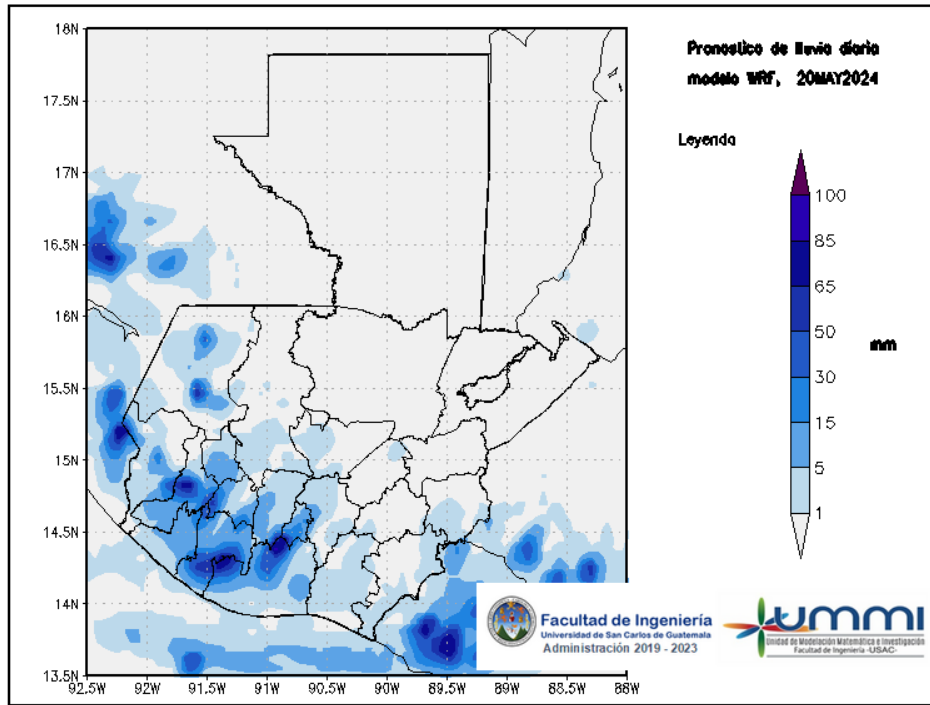 Pronostico de lluvia diaria
modelo WRF, 20MAY2024
Leyenda
100
85
65
50
30
15
5
1
mm
18N
17.5N
17N
16.5N
16N
15.5N
15N
14.5N
14N
13.5N
92.5W 92W 91.5W 91W 90.5W 90W 89.5W 89W 88.5W 88W
Facultad de Ingeniería
Universidad de San Carlos de Guatemala
Administración 2019 - 2023
UMMI
Unidad de Modelación Matemática e Investigación
Facultad de Ingeniería -USAC-